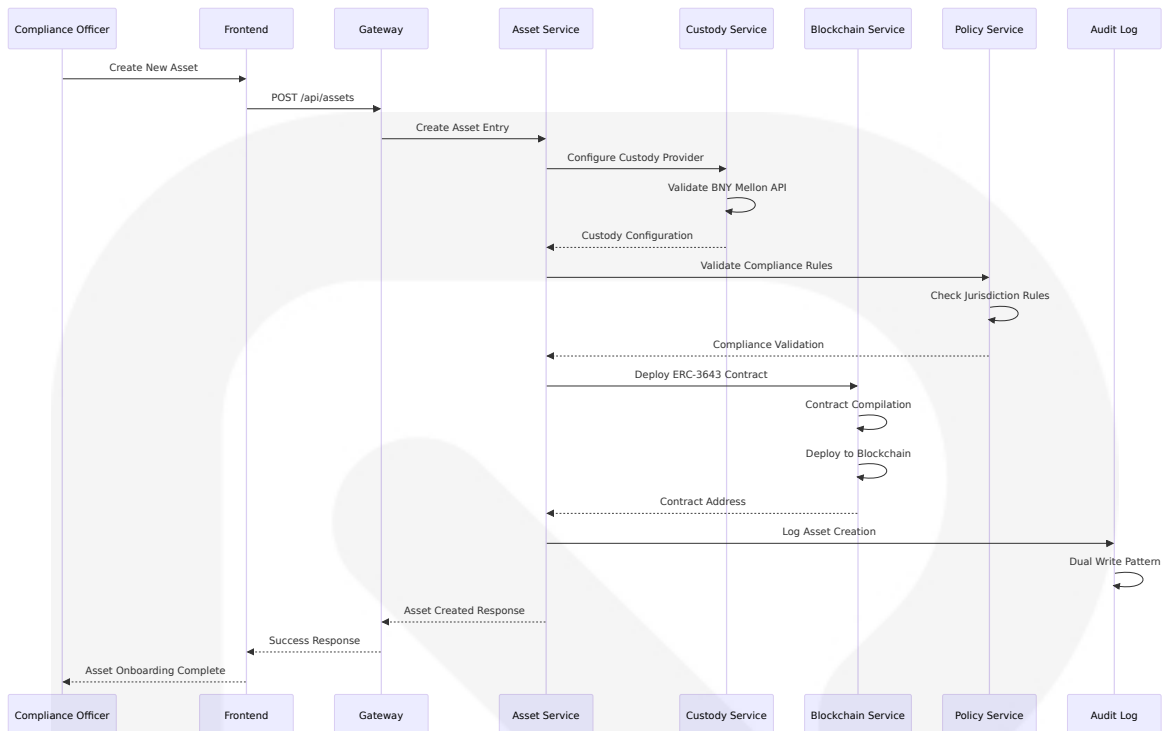 Compliance Officer
Frontend
Gateway
Asset Service
Custody Service
Blockchain Service
Policy Service
Audit Log
Create New Asset
POST /api/assets
Create Asset Entry
Configure Custody Provider
Validate BNY Mellon API
Custody Configuration
Validate Compliance Rules
Check Jurisdiction Rules
Compliance Validation
Deploy ERC-3643 Contract
Contract Compilation
Deploy to Blockchain
Contract Address
Log Asset Creation
Dual Write Pattern
Asset Created Response
Success Response
Asset Onboarding Complete
Compliance Officer
Frontend
Gateway
Asset Service
Custody Service
Blockchain Service
Policy Service
Audit Log